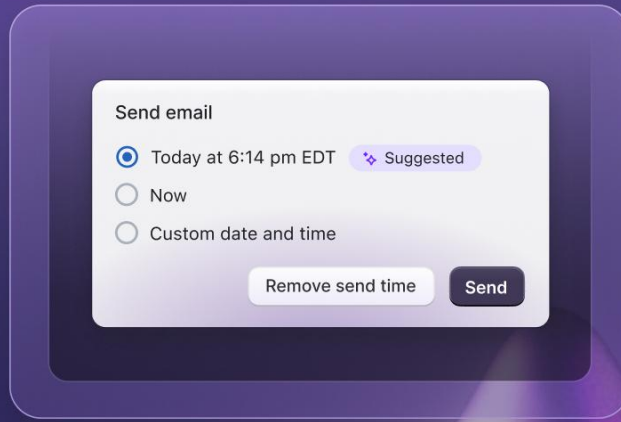 Send email
Today at 6:14 pm EDT Suggested
Now
Custom date and time
Remove send time Send